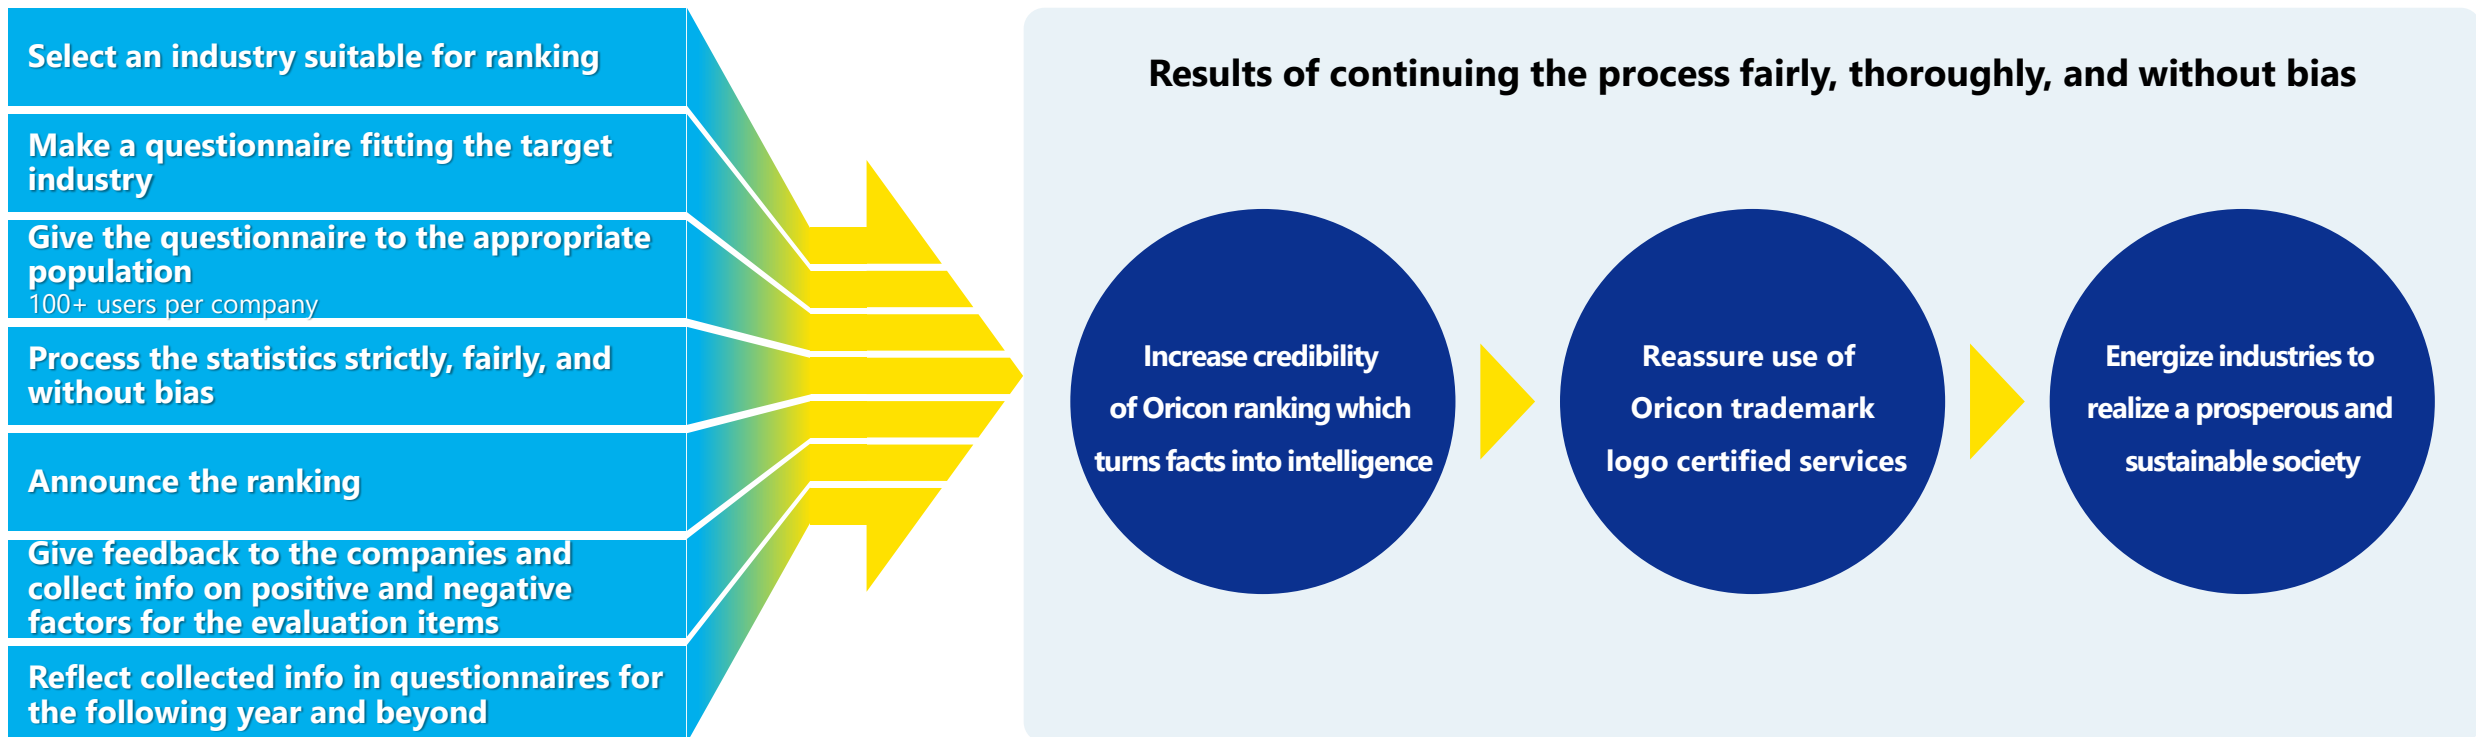 Select an industry suitable for ranking
Make a questionnaire fitting the target
industry
Give the questionnaire to the appropriate
population
100+ users per company
Process the statistics strictly, fairly, and
without bias
Announce the ranking
Give feedback to the companies and
collect info on positive and negative
factors for the evaluation items
Reflect collected info in questionnaires for
the following year and beyond
Results of continuing the process fairly, thoroughly, and without bias
Increase credibility
of Oricon ranking which
turns facts into intelligence
Reassure use of
Oricon trademark
logo certified services
Energize industries to
realize a prosperous and
sustainable society